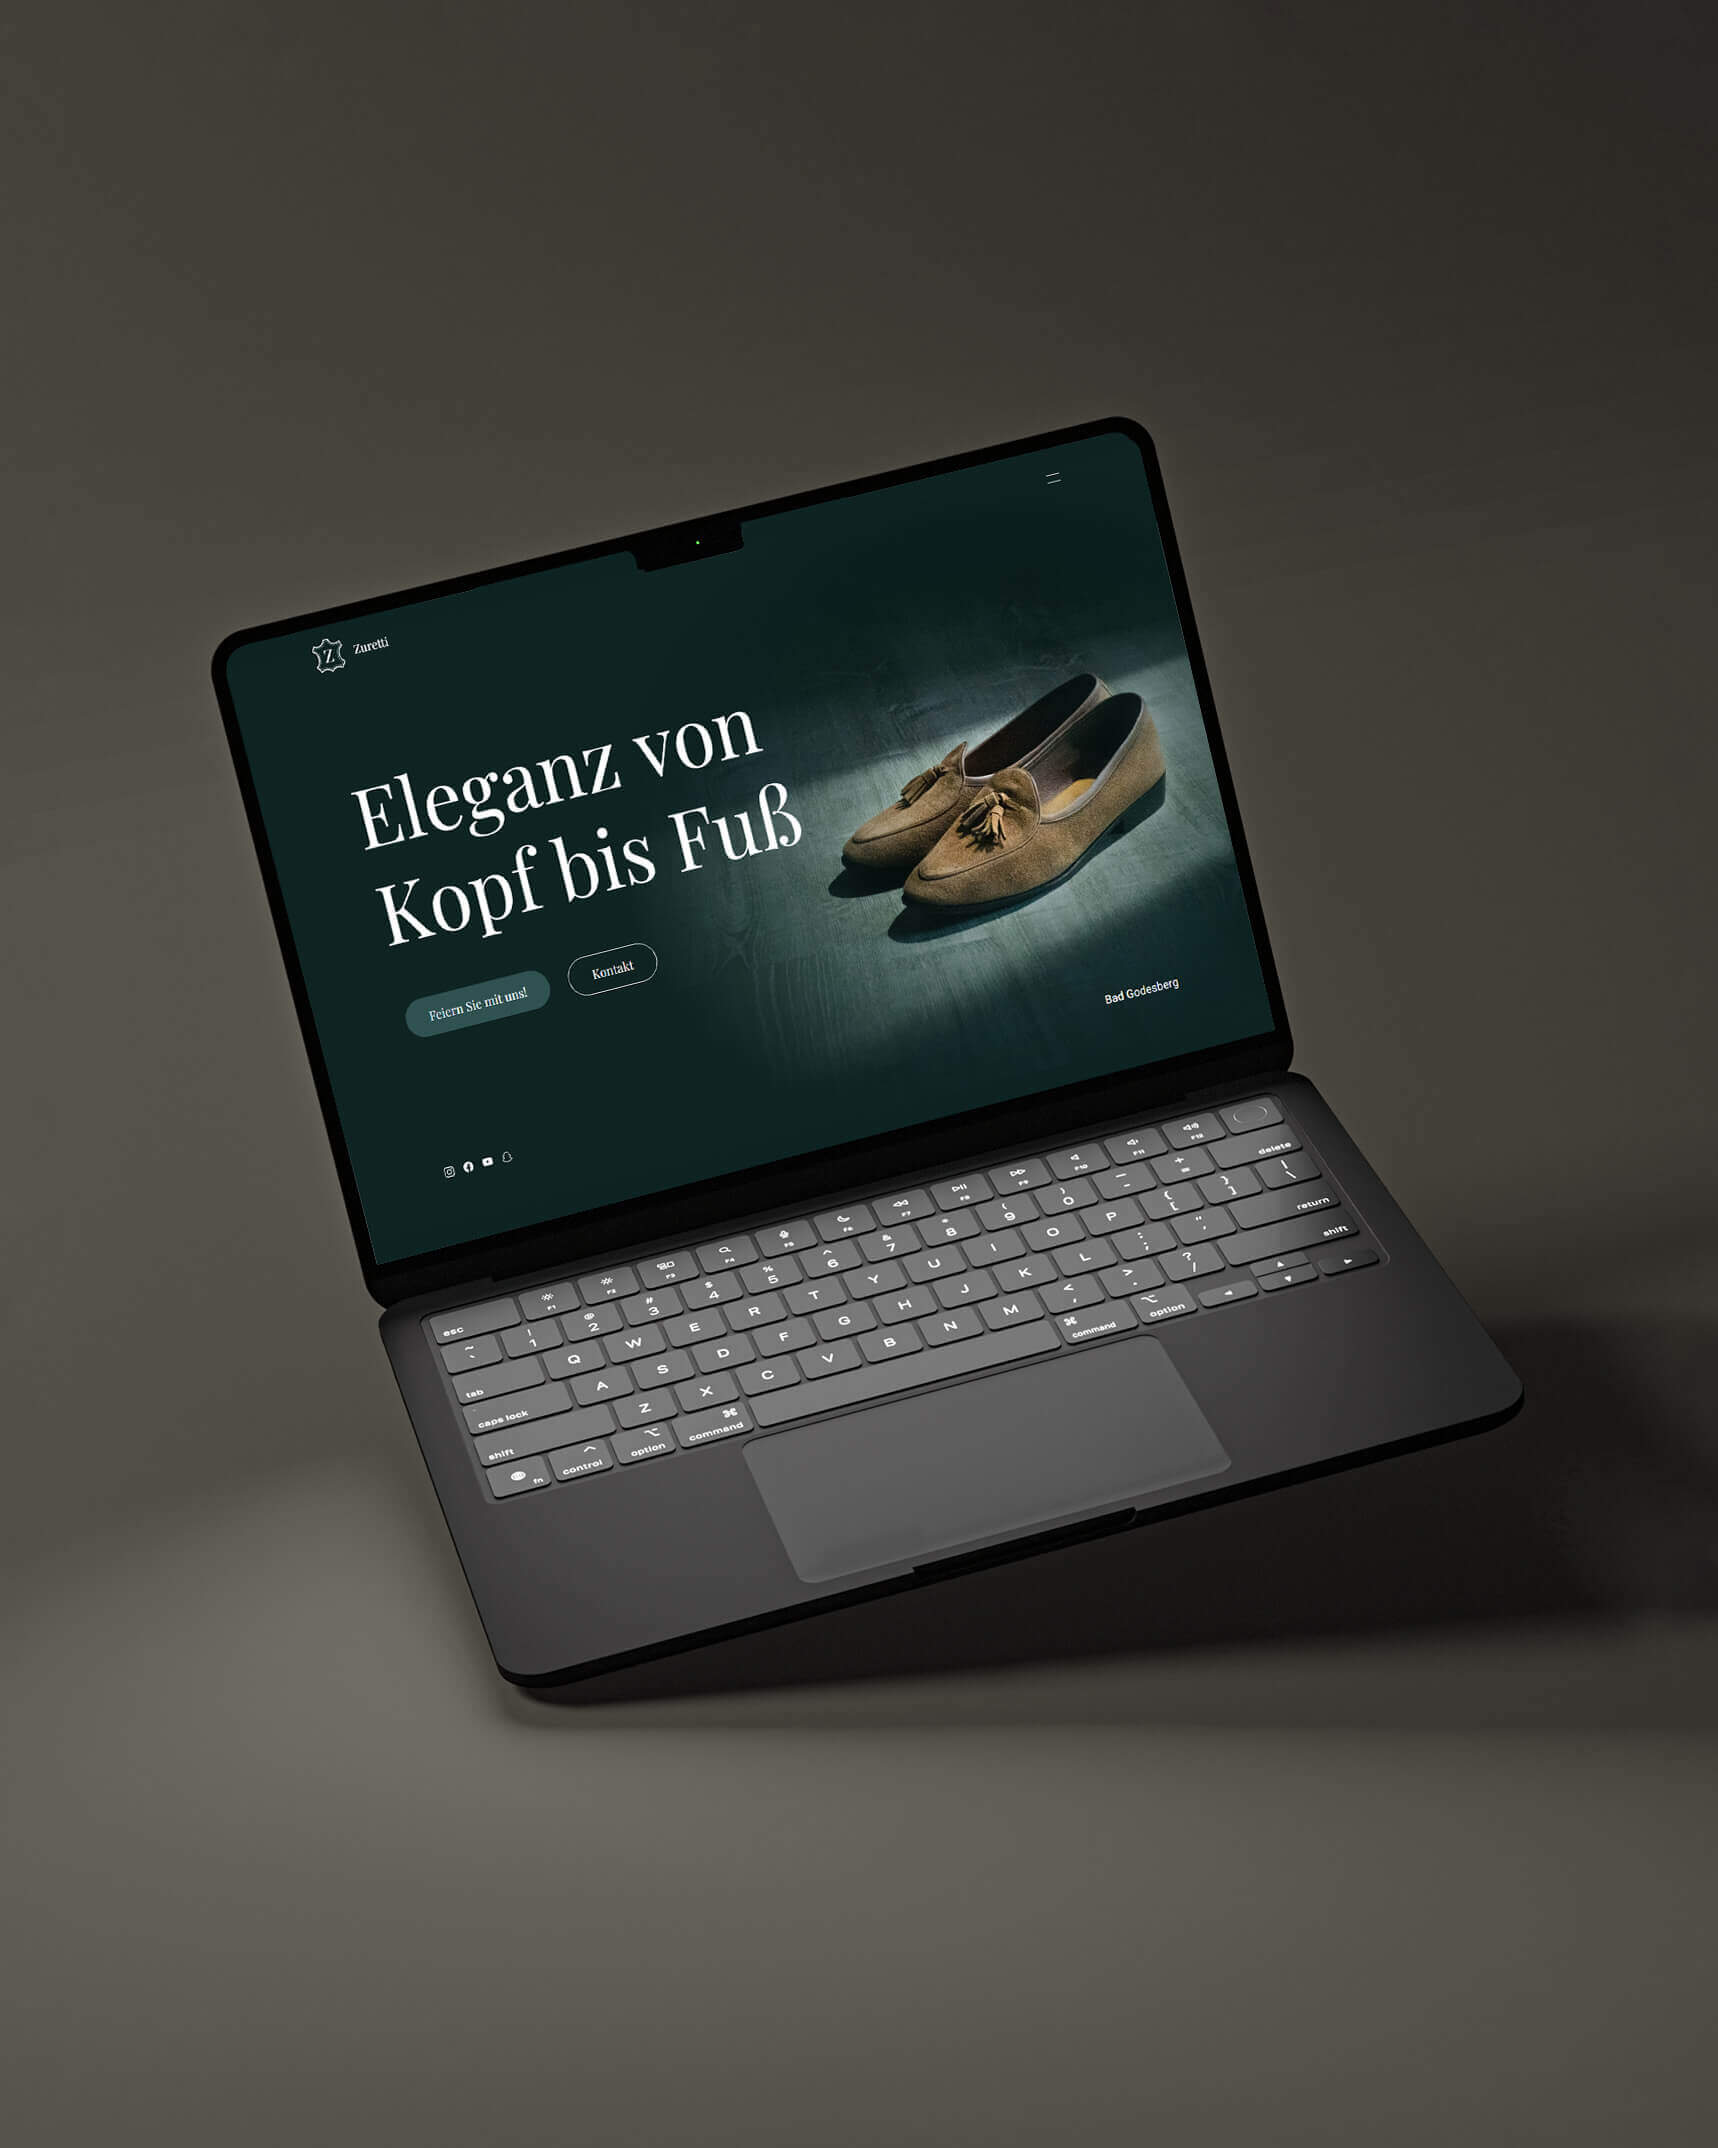 Z Zuretti
Eleganz von
Kopf bis Fuß
Feiern Sie mit uns!
Kontakt
Bad Godesberg
esc F1 F2 F3 F4 F5 F6 F7 F8 F9 F10 F11 F12
~ ` ! 1 @ 2 # 3 $ 4 % 5 ^ 6 & 7 * 8 ( 9 ) 0 — - + = delete
tab Q W E R T Y U I O P { [ } ] | \
caps lock A S D F G H J K L : ; “ ‘ return
shift Z X C V B N M < , > . ? / shift
fn control option command command option